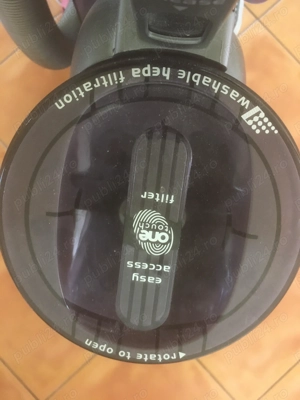 washable hepa filtration
filter
one
touch
easy
access
◄rotate to open